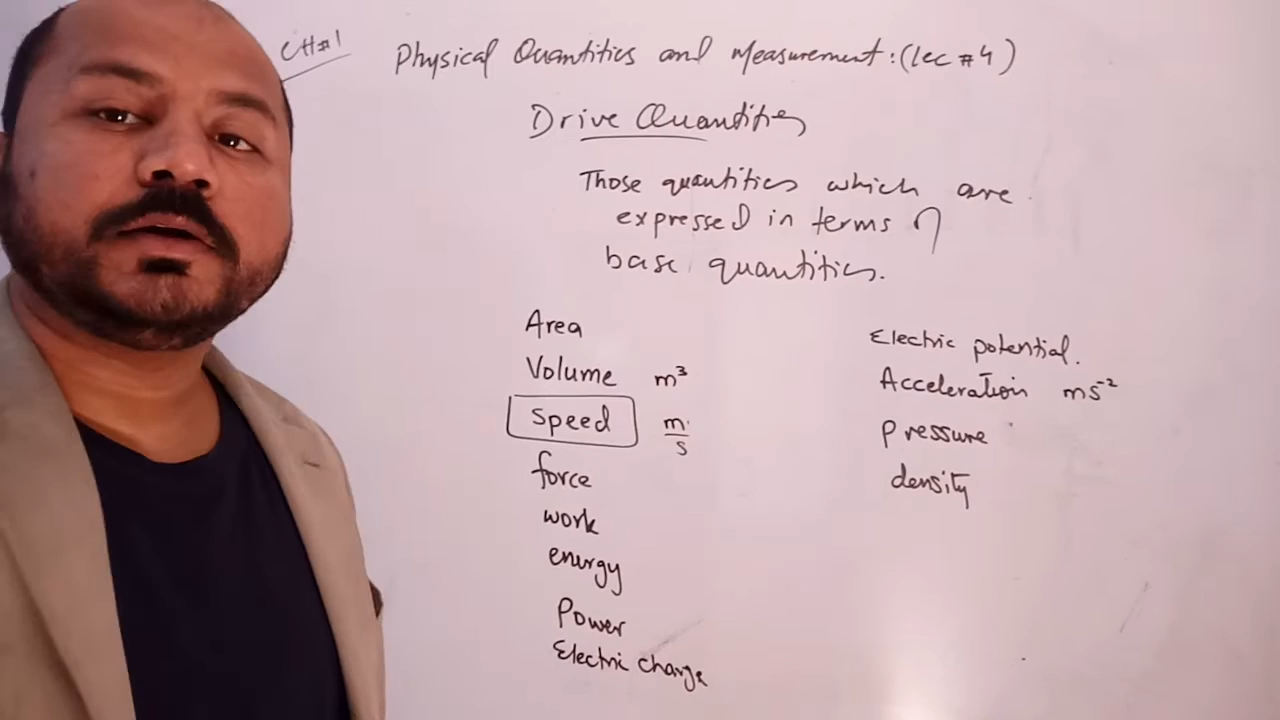 CH#1
Physical Quantities and Measurement:(lec #4)
Drive Quantities
Those quantities which are
expressed in terms of
base quantities.
Area
Volume m³
Speed m/s
force
work
energy
Power
Electric charge
Electric potential.
Acceleration ms⁻²
pressure
density